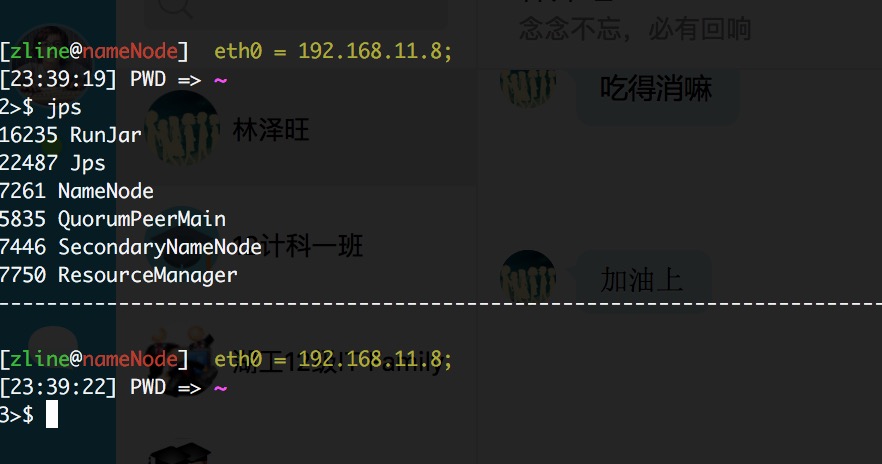 念念不忘，必有回响
[zline@nameNode]  eth0 = 192.168.11.8;
[23:39:19] PWD => ~
2>$ jps
16235 RunJar
22487 Jps
7261 NameNode
5835 QuorumPeerMain
7446 SecondaryNameNode
7750 ResourceManager
--------------------------------------------------------------------------
[zline@nameNode]  eth0 = 192.168.11.8;
[23:39:22] PWD => ~
3>$
吃得消嘛
林泽旺
计科一班
加油上
Family